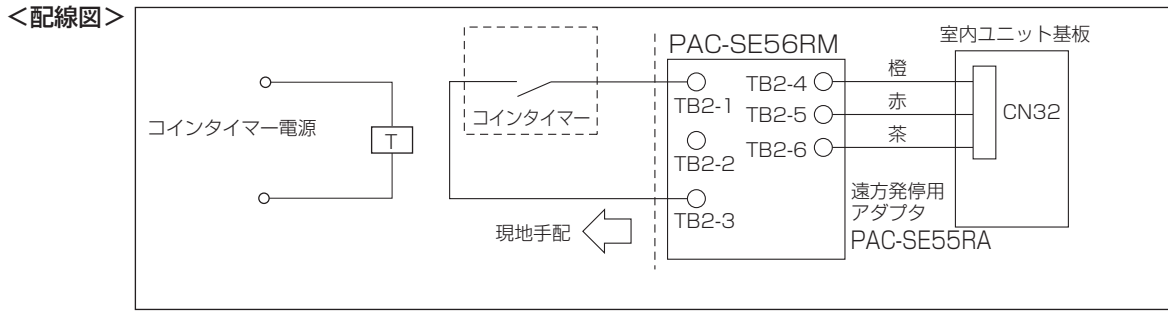 ＜配線図＞
コインタイマー電源
T
コインタイマー
現地手配
PAC-SE56RM
TB2-1
TB2-2
TB2-3
TB2-4
TB2-5
TB2-6
橙
赤
茶
遠方発停用
アダプタ
PAC-SE55RA
室内ユニット基板
CN32